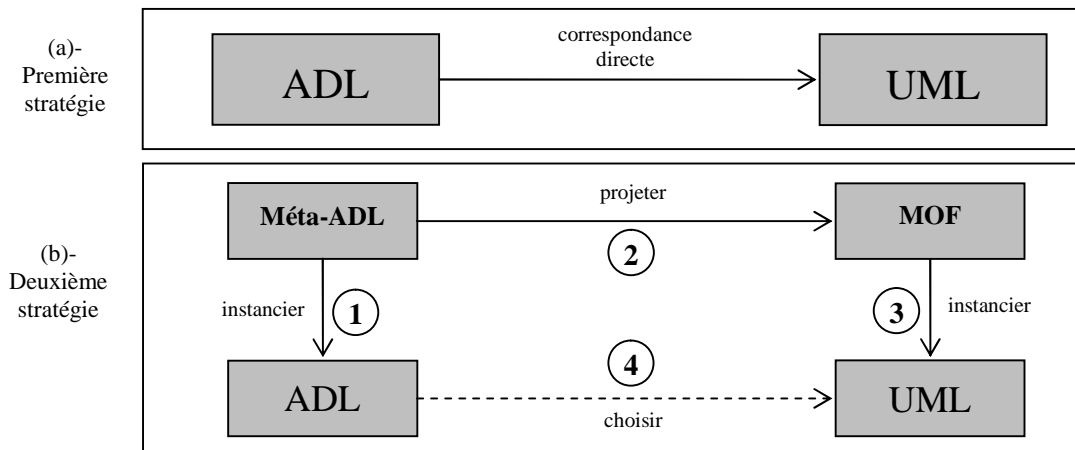 (a)-
Première
stratégie
ADL
correspondance
directe
UML
(b)-
Deuxième
stratégie
Méta-ADL
projeter
2
MOF
instancier
1
3
instancier
ADL
4
choisir
UML